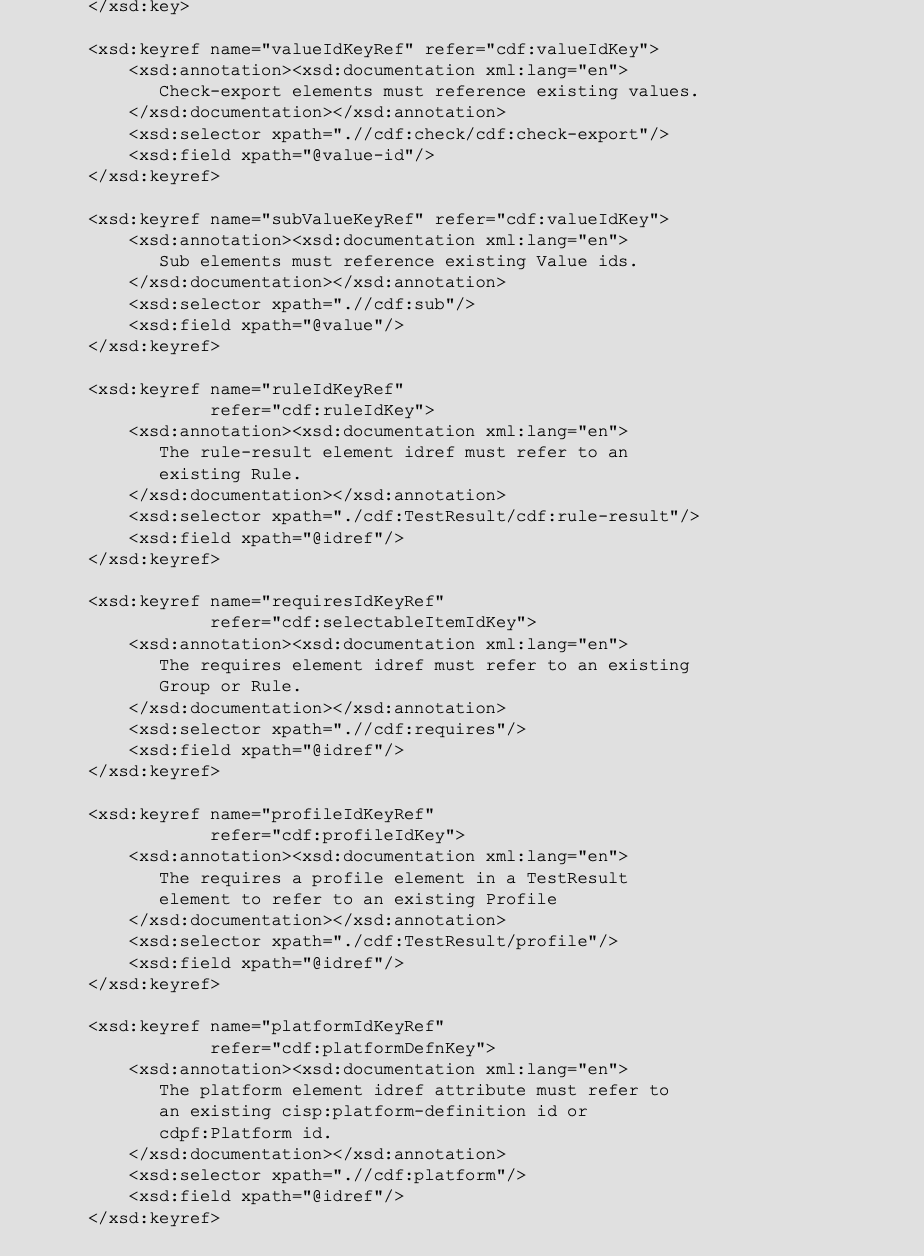 </xsd:key>
<xsd:keyref name="valueIdKeyRef" refer="cdf:valueIdKey">
<xsd:annotation><xsd:documentation xml:lang="en">
Check-export elements must reference existing values.
</xsd:documentation></xsd:annotation>
<xsd:selector xpath=".//cdf:check/cdf:check-export"/>
<xsd:field xpath="@value-id"/>
</xsd:keyref>
<xsd:keyref name="subValueKeyRef" refer="cdf:valueIdKey">
<xsd:annotation><xsd:documentation xml:lang="en">
Sub elements must reference existing Value ids.
</xsd:documentation></xsd:annotation>
<xsd:selector xpath=".//cdf:sub"/>
<xsd:field xpath="@value"/>
</xsd:keyref>
<xsd:keyref name="ruleIdKeyRef"
refer="cdf:ruleIdKey">
<xsd:annotation><xsd:documentation xml:lang="en">
The rule-result element idref must refer to an
existing Rule.
</xsd:documentation></xsd:annotation>
<xsd:selector xpath="./cdf:TestResult/cdf:rule-result"/>
<xsd:field xpath="@idref"/>
</xsd:keyref>
<xsd:keyref name="requiresIdKeyRef"
refer="cdf:selectableItemIdKey">
<xsd:annotation><xsd:documentation xml:lang="en">
The requires element idref must refer to an existing
Group or Rule.
</xsd:documentation></xsd:annotation>
<xsd:selector xpath=".//cdf:requires"/>
<xsd:field xpath="@idref"/>
</xsd:keyref>
<xsd:keyref name="profileIdKeyRef"
refer="cdf:profileIdKey">
<xsd:annotation><xsd:documentation xml:lang="en">
The requires a profile element in a TestResult
element to refer to an existing Profile
</xsd:documentation></xsd:annotation>
<xsd:selector xpath="./cdf:TestResult/profile"/>
<xsd:field xpath="@idref"/>
</xsd:keyref>
<xsd:keyref name="platformIdKeyRef"
refer="cdf:platformDefnKey">
<xsd:annotation><xsd:documentation xml:lang="en">
The platform element idref attribute must refer to
an existing cisp:platform-definition id or
cdpf:Platform id.
</xsd:documentation></xsd:annotation>
<xsd:selector xpath=".//cdf:platform"/>
<xsd:field xpath="@idref"/>
</xsd:keyref>